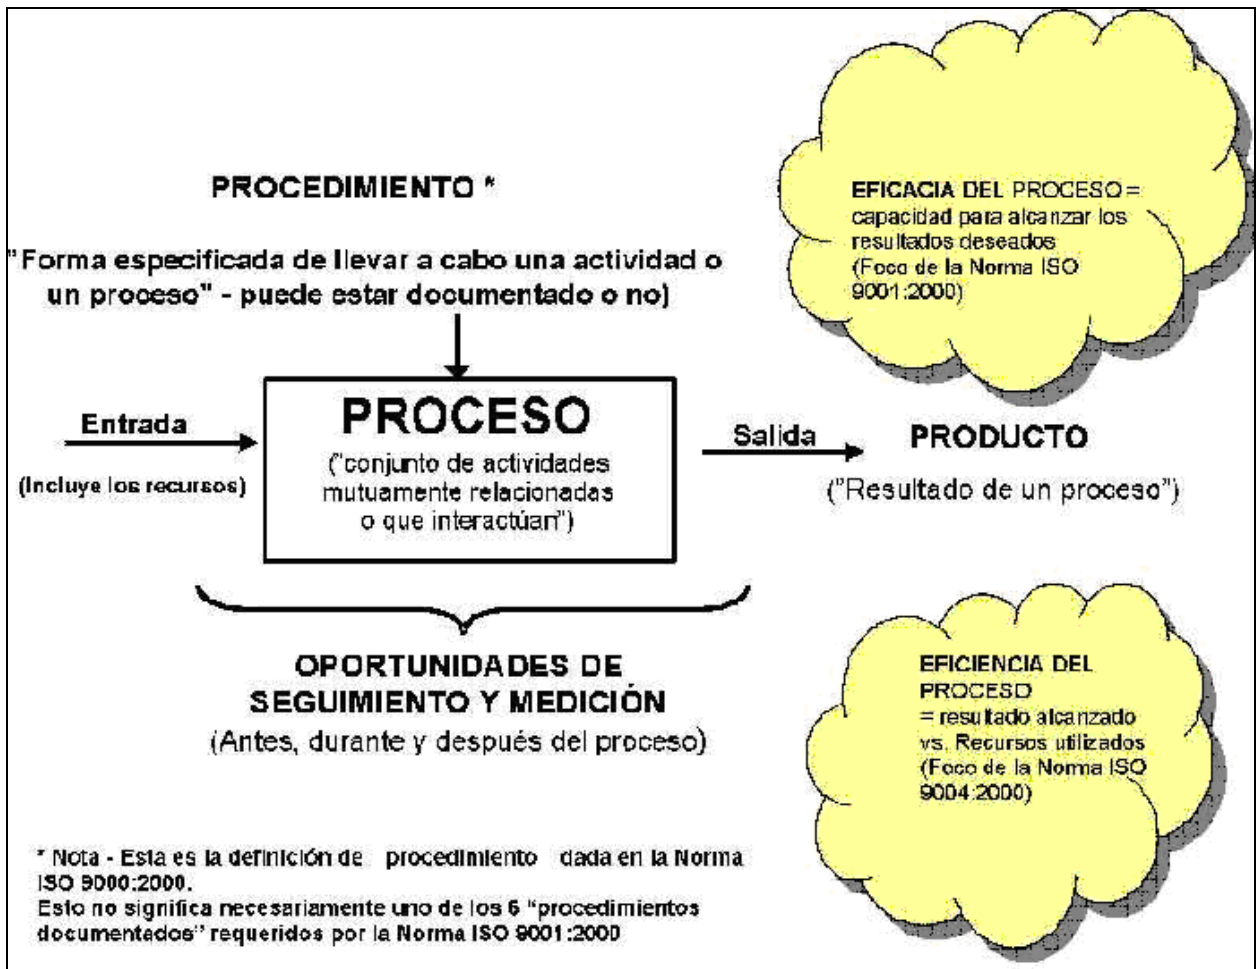 PROCEDIMIENTO *
"Forma especificada de llevar a cabo una actividad o
un proceso" - puede estar documentado o no)
EFICACIA DEL PROCESO =
capacidad para alcanzar los
resultados deseados
(Foco de la Norma ISO
9001:2000)
Entrada
(Incluye los recursos)
PROCESO
("conjunto de actividades
mutuamente relacionadas
o que interactúan")
Salida
PRODUCTO
("Resultado de un proceso")
OPORTUNIDADES DE
SEGUIMIENTO Y MEDICIÓN
(Antes, durante y después del proceso)
EFICIENCIA DEL
PROCESO
= resultado alcanzado
vs. Recursos utilizados
(Foco de la Norma ISO
9004:2000)
* Nota - Esta es la definición de procedimiento dada en la Norma
ISO 9000:2000.
Esto no significa necesariamente uno de los 6 "procedimientos
documentados" requeridos por la Norma ISO 9001:2000